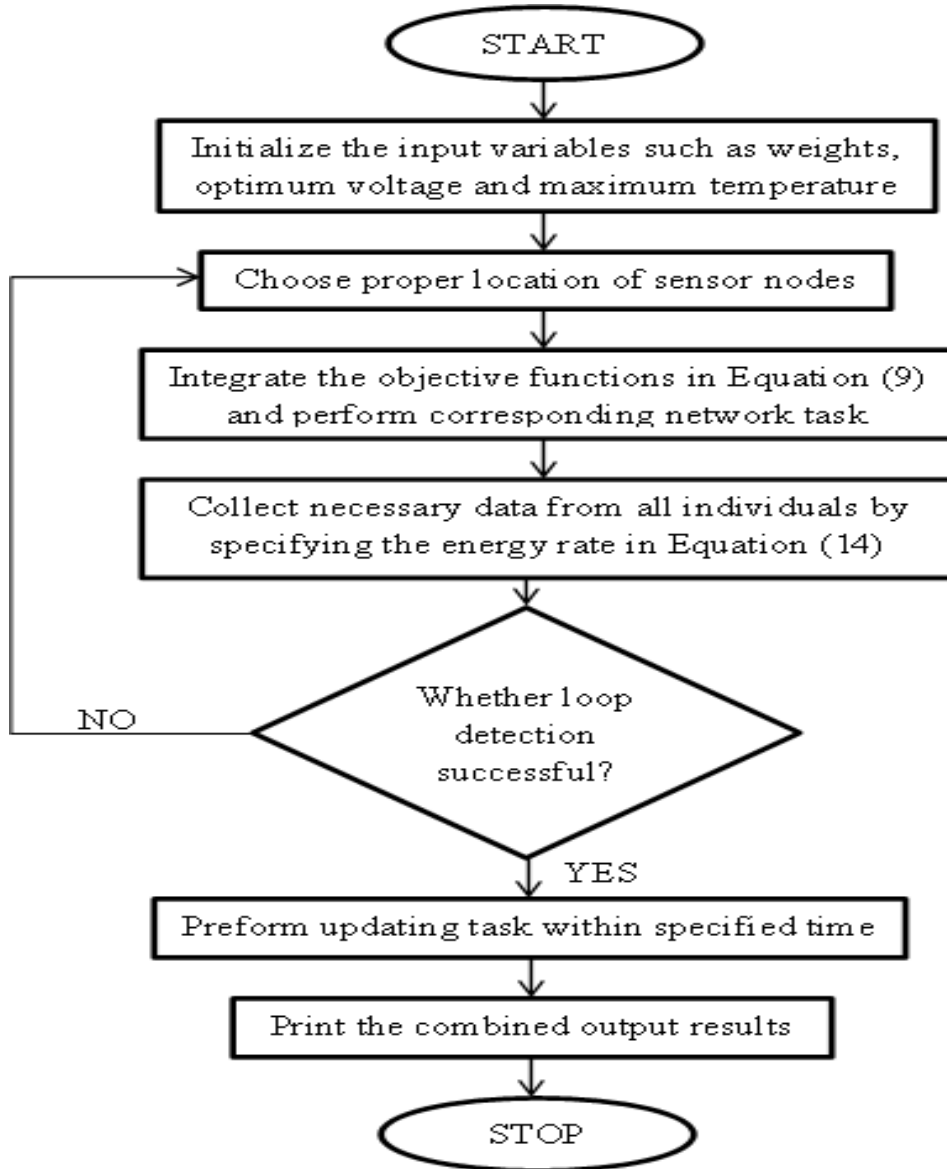 START
Initialize the input variables such as weights,
optimum voltage and maximum temperature
Choose proper location of sensor nodes
Integrate the objective functions in Equation (9)
and perform corresponding network task
Collect necessary data from all individuals by
specifying the energy rate in Equation (14)
Whether loop
detection
successful?
NO
YES
Preform updating task within specified time
Print the combined output results
STOP